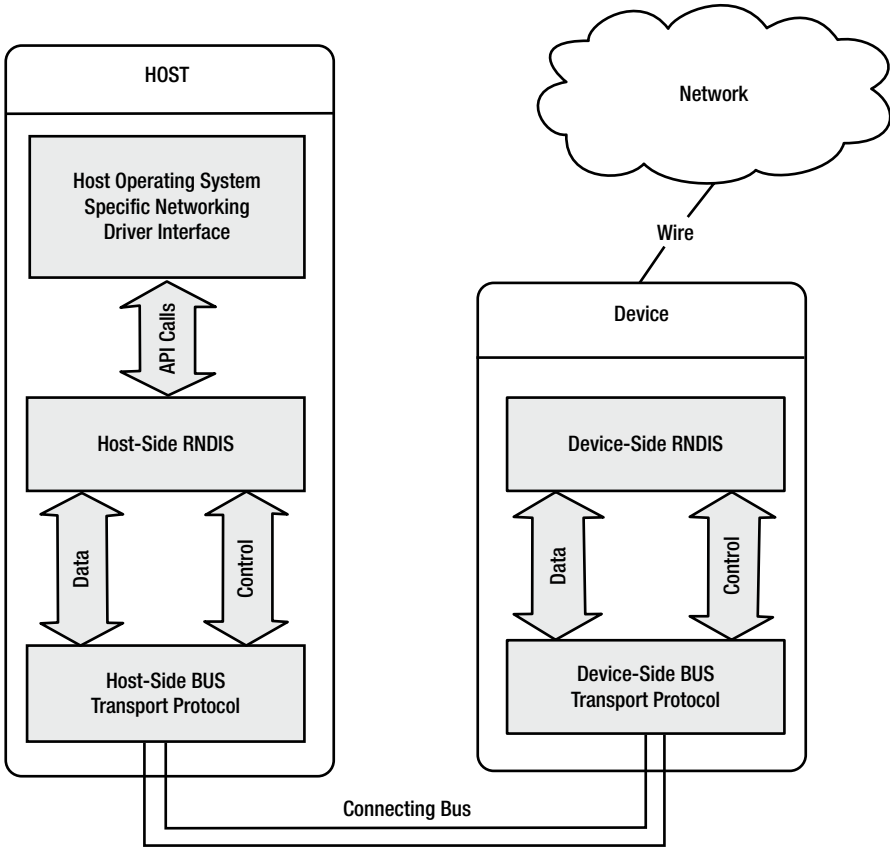 HOST
Host Operating System
Specific Networking
Driver Interface
API Calls
Host-Side RNDIS
Data
Control
Host-Side BUS
Transport Protocol
Network
Wire
Device
Device-Side RNDIS
Data
Control
Device-Side BUS
Transport Protocol
Connecting Bus